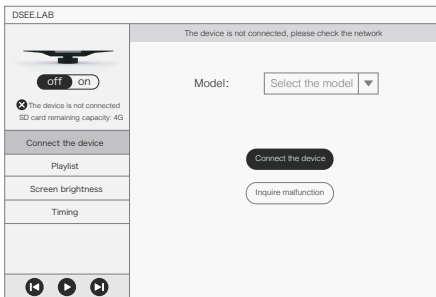 DSEE.LAB
The device is not connected, please check the network
off on
The device is not connected
SD card remaining capacity: 4G
Connect the device
Playlist
Screen brightness
Timing
Model:
Select the model
Connect the device
Inquire malfunction